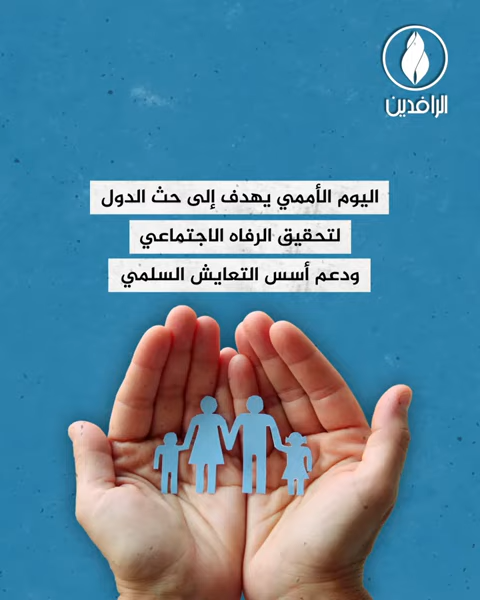 الرافدين
اليوم الأممي يهدف إلى حث الدول
لتحقيق الرفاه الاجتماعي
ودعم أسس التعايش السلمي